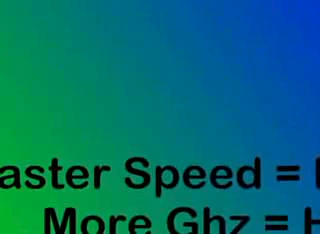 aster Speed =
More Ghz = H